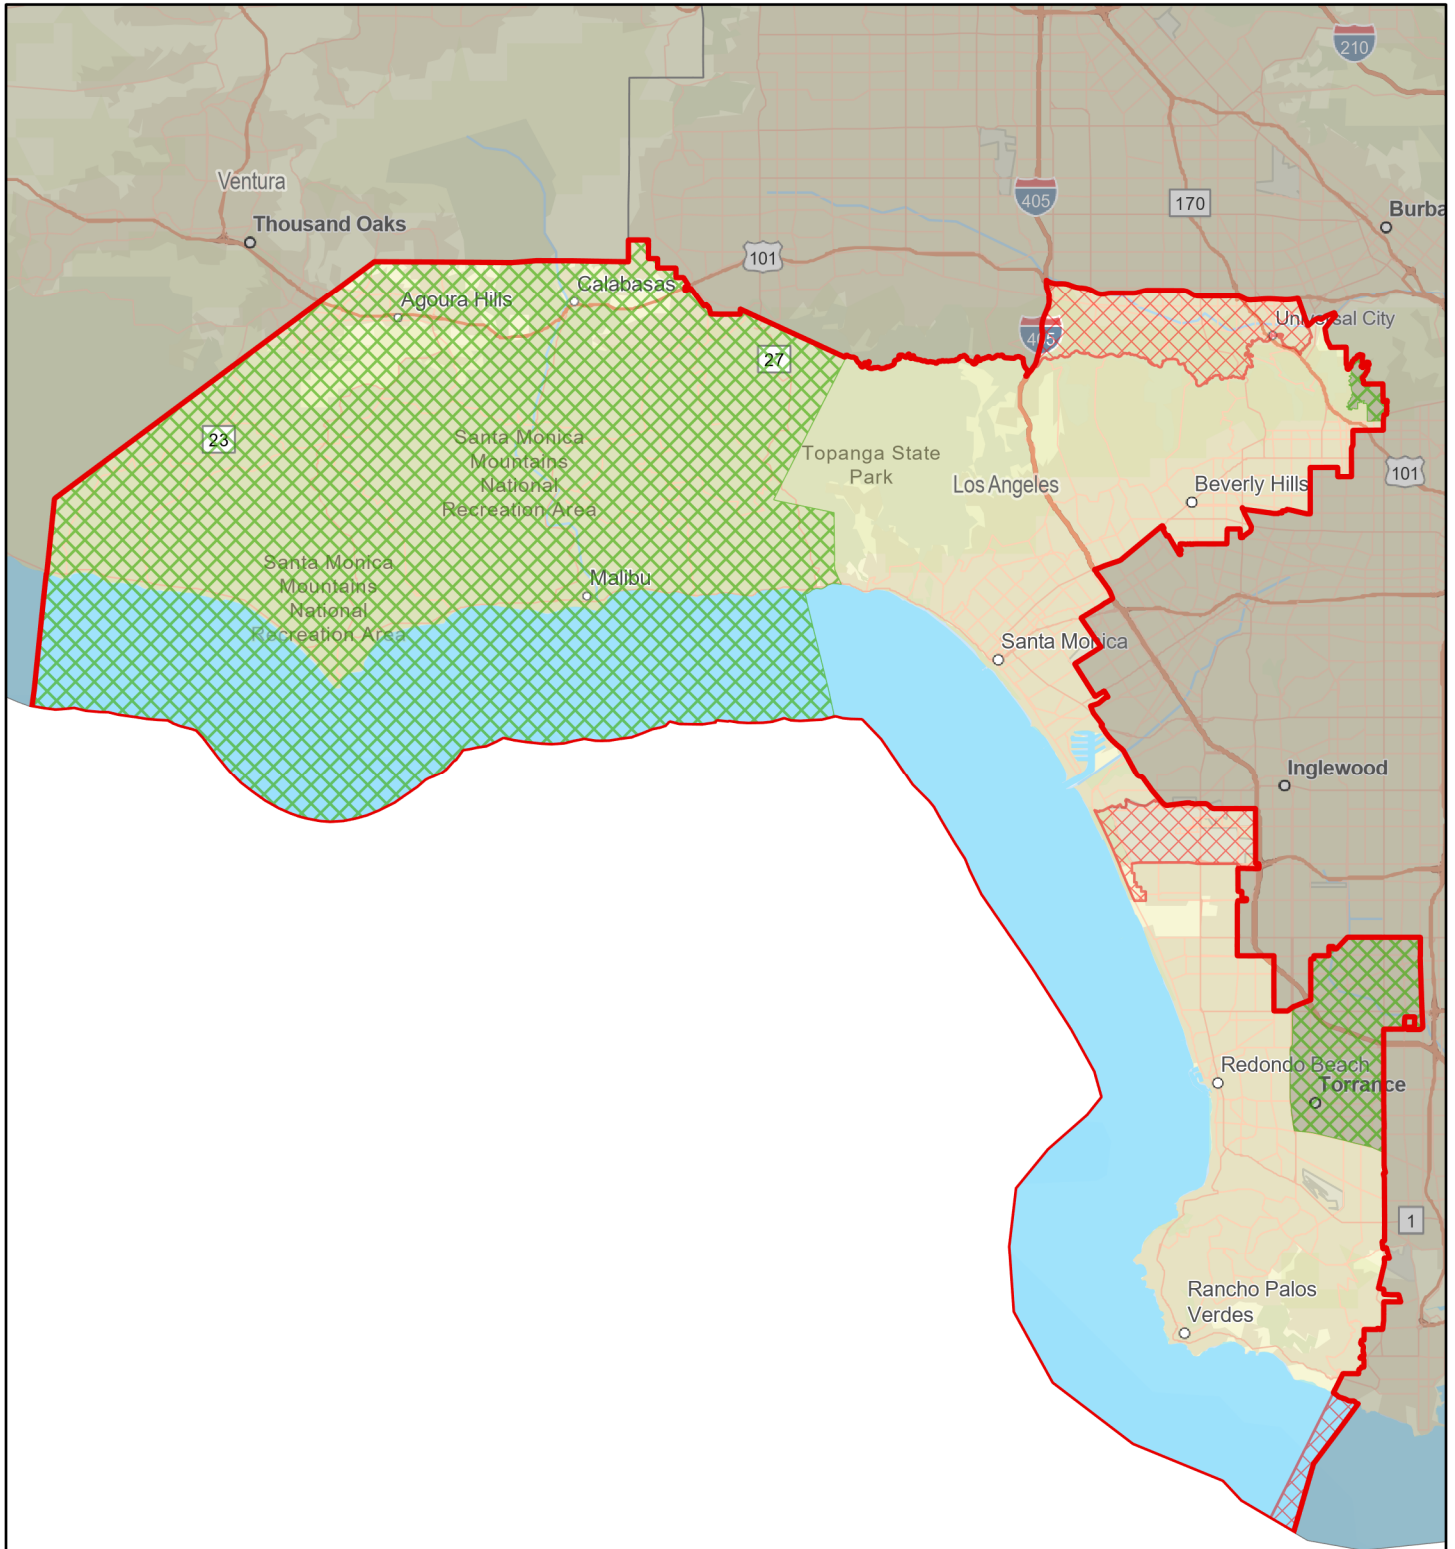 210
Ventura
405
170
Burba
Thousand Oaks
101
Calabasas
Agoura Hills
Universal City
405
27
23
Santa Monica
Mountains
National
Recreation Area
Topanga State
Park
Los Angeles
Beverly Hills
101
Santa Monica
Mountains
National
Recreation Area
Malibu
Santa Monica
Inglewood
Redondo Beach
Torrance
1
Rancho Palos
Verdes